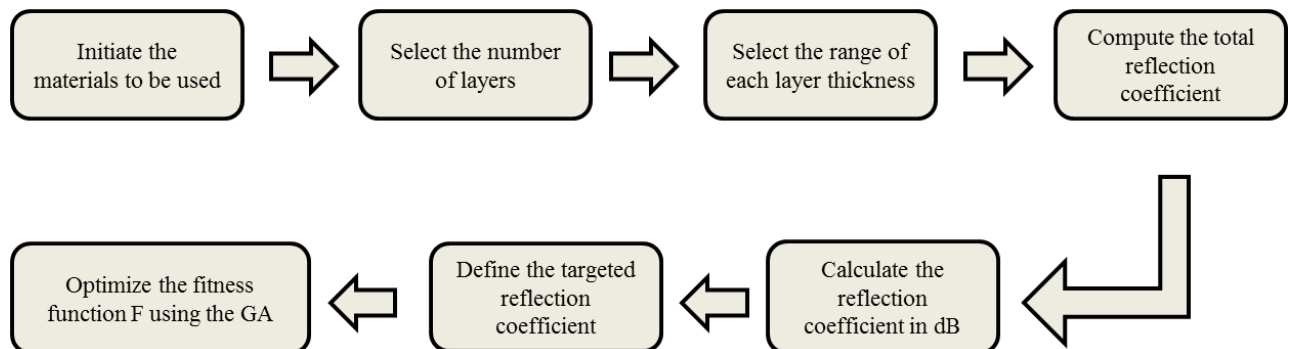 Initiate the
materials to be used
Select the number
of layers
Select the range of
each layer thickness
Compute the total
reflection
coefficient
Calculate the
reflection
coefficient in dB
Define the targeted
reflection
coefficient
Optimize the fitness
function F using the GA